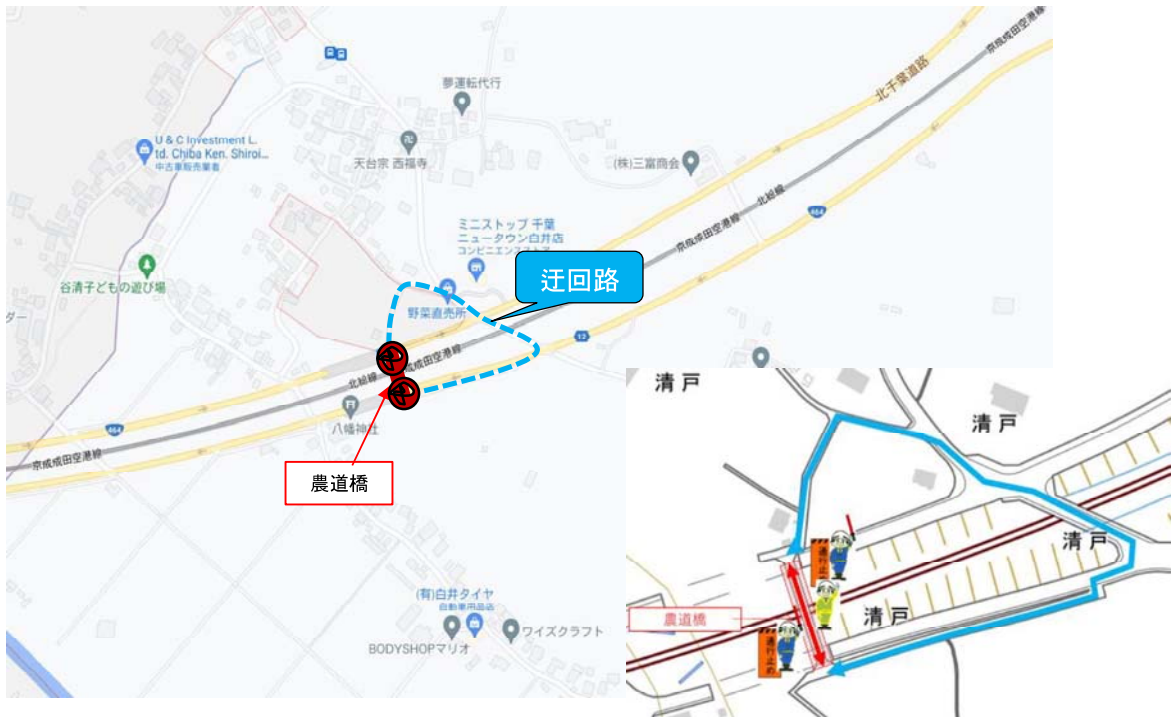 京成成田空港線
北千葉道路
夢運転代行
U & C Investment L.
td. Chiba Ken. Shiroi...
中古車販売業者
天台宗 西福寺
(株)三富商会
北総線
京成成田空港線
464
ミニストップ 千葉
ニュータウン白井店
コンビニエンスストア
迂回路
谷清子どもの遊び場
野菜直売所
ダー
12
成成田空港線
北総線
八幡神社
464
京成成田空港線
農道橋
(有)白井タイヤ
自動車用品店
BODYSHOPマリオ
ワイズクラフト
清戸
清戸
清戸
通行止め
農道橋
清戸
通行止め